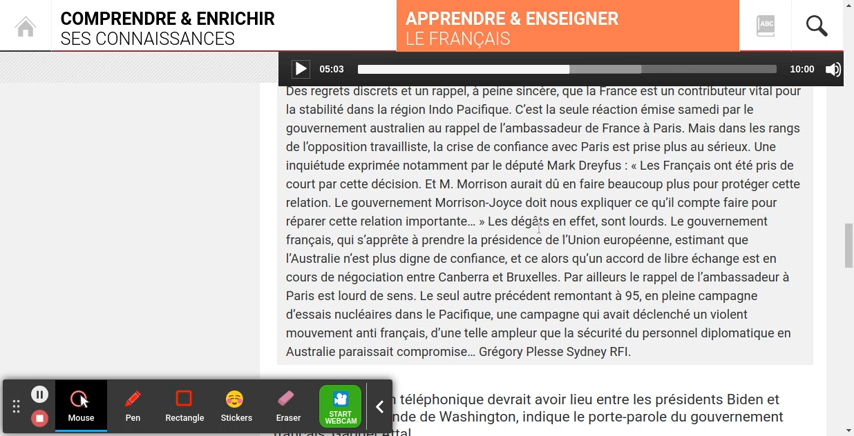 COMPRENDRE & ENRICHIR
SES CONNAISSANCES
APPRENDRE & ENSEIGNER
LE FRANÇAIS
ABC
05:03
10:00
Des regrets discrets et un rappel, à peine sincère, que la France est un contributeur vital pour
la stabilité dans la région Indo Pacifique. C’est la seule réaction émise samedi par le
gouvernement australien au rappel de l’ambassadeur de France à Paris. Mais dans les rangs
de l’opposition travailliste, la crise de confiance avec Paris est prise plus au sérieux. Une
inquiétude exprimée notamment par le député Mark Dreyfus : « Les Français ont été pris de
court par cette décision. Et M. Morrison aurait dû en faire beaucoup plus pour protéger cette
relation. Le gouvernement Morrison-Joyce doit nous expliquer ce qu’il compte faire pour
réparer cette relation importante… » Les dégâts en effet, sont lourds. Le gouvernement
français, qui s’apprête à prendre la présidence de l’Union européenne, estimant que
l’Australie n’est plus digne de confiance, et ce alors qu’un accord de libre échange est en
cours de négociation entre Canberra et Bruxelles. Par ailleurs le rappel de l’ambassadeur à
Paris est lourd de sens. Le seul autre précédent remontant à 95, en pleine campagne
d’essais nucléaires dans le Pacifique, une campagne qui avait déclenché un violent
mouvement anti français, d’une telle ampleur que la sécurité du personnel diplomatique en
Australie paraissait compromise… Grégory Plesse Sydney RFI.
téléphonique devrait avoir lieu entre les présidents Biden et
nde de Washington, indique le porte-parole du gouvernement
français, Gabriel Attal
Mouse
Pen
Rectangle
Stickers
Eraser
START
WEBCAM